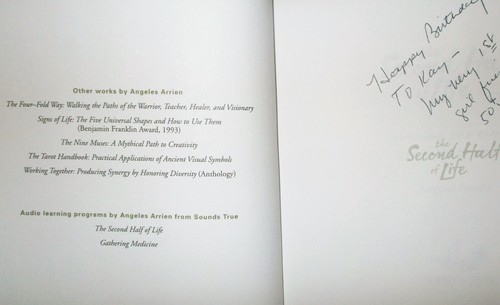 Other works by Angeles Arrien
The Four-Fold Way: Walking the Paths of the Warrior, Teacher, Healer, and Visionary
Signs of Life: The Five Universal Shapes and How to Use Them
(Benjamin Franklin Award, 1993)
The Nine Muses: A Mythical Path to Creativity
The Tarot Handbook: Practical Applications of Ancient Visual Symbols
Working Together: Producing Synergy by Honoring Diversity (Anthology)
Audio learning programs by Angeles Arrien from Sounds True
The Second Half of Life
Gathering Medicine
Happy Birthday
To Kay —
My very 1st
girl
50
the
Second Half
of Life